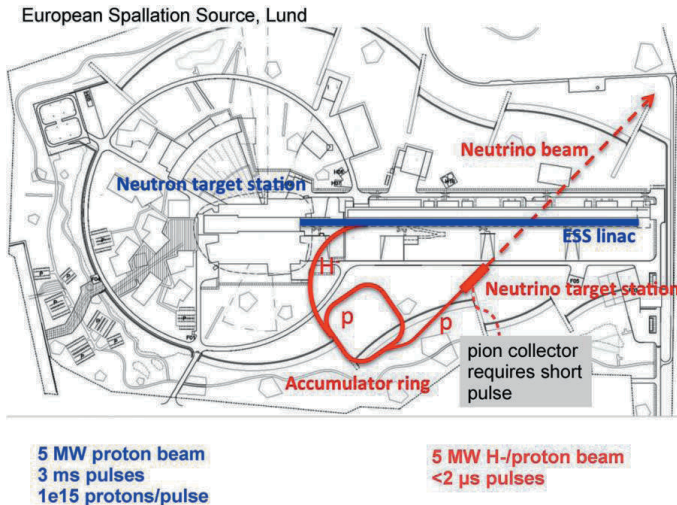 European Spallation Source, Lund
Neutrino beam
Neutron target station
ESS linac
H
Neutrino target station
p
p
pion collector
requires short
pulse
Accumulator ring
5 MW proton beam
3 ms pulses
1e15 protons/pulse
5 MW H-/proton beam
<2 µs pulses